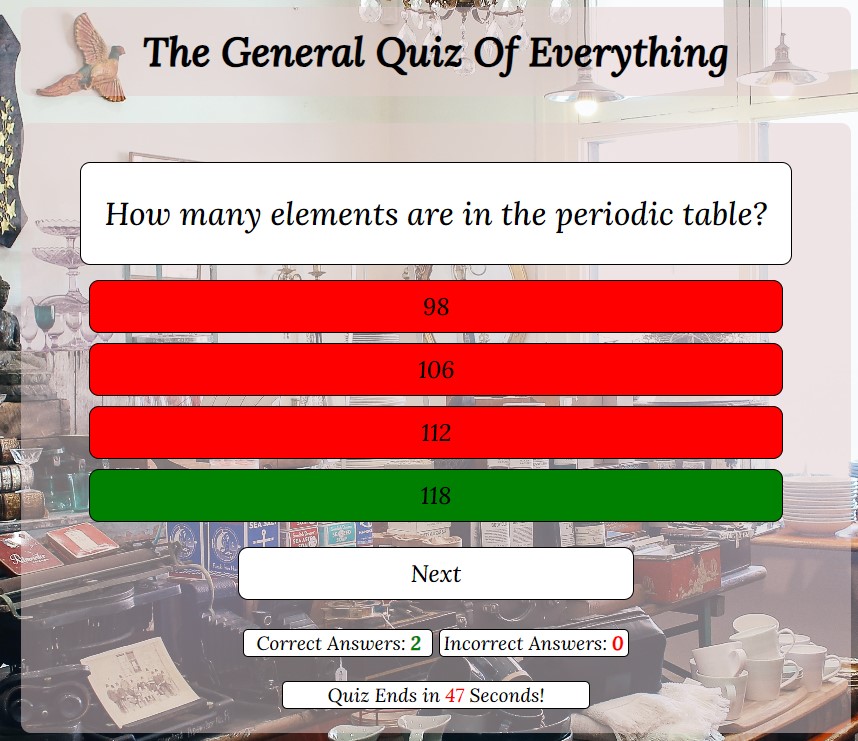 The General Quiz Of Everything
How many elements are in the periodic table?
98
106
112
118
Next
Correct Answers: 2
Incorrect Answers: 0
Quiz Ends in 47 Seconds!